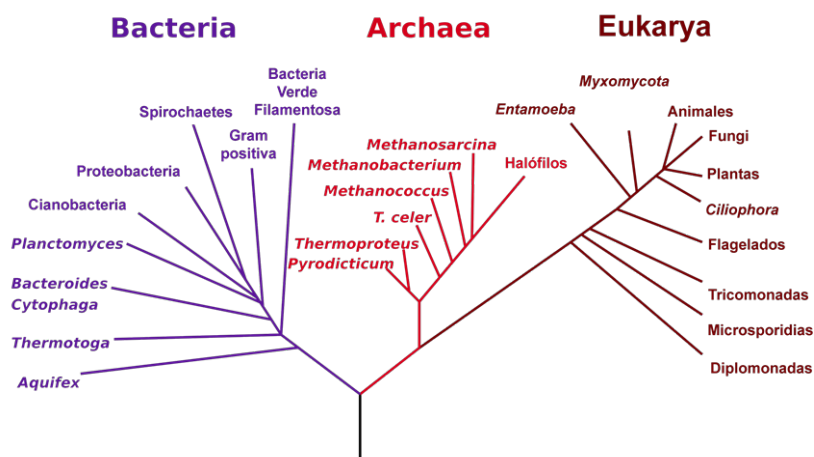 Bacteria
Archaea
Eukarya
Bacteria
Verde
Filamentosa
Spirochaetes
Gram
positiva
Proteobacteria
Cianobacteria
Planctomyces
Bacteroides
Cytophaga
Thermotoga
Aquifex
Methanosarcina
Methanobacterium
Halófilos
Methanococcus
T. celer
Thermoproteus
Pyrodicticum
Myxomycota
Entamoeba
Animales
Fungi
Plantas
Ciliophora
Flagelados
Tricomonadas
Microsporidias
Diplomonadas